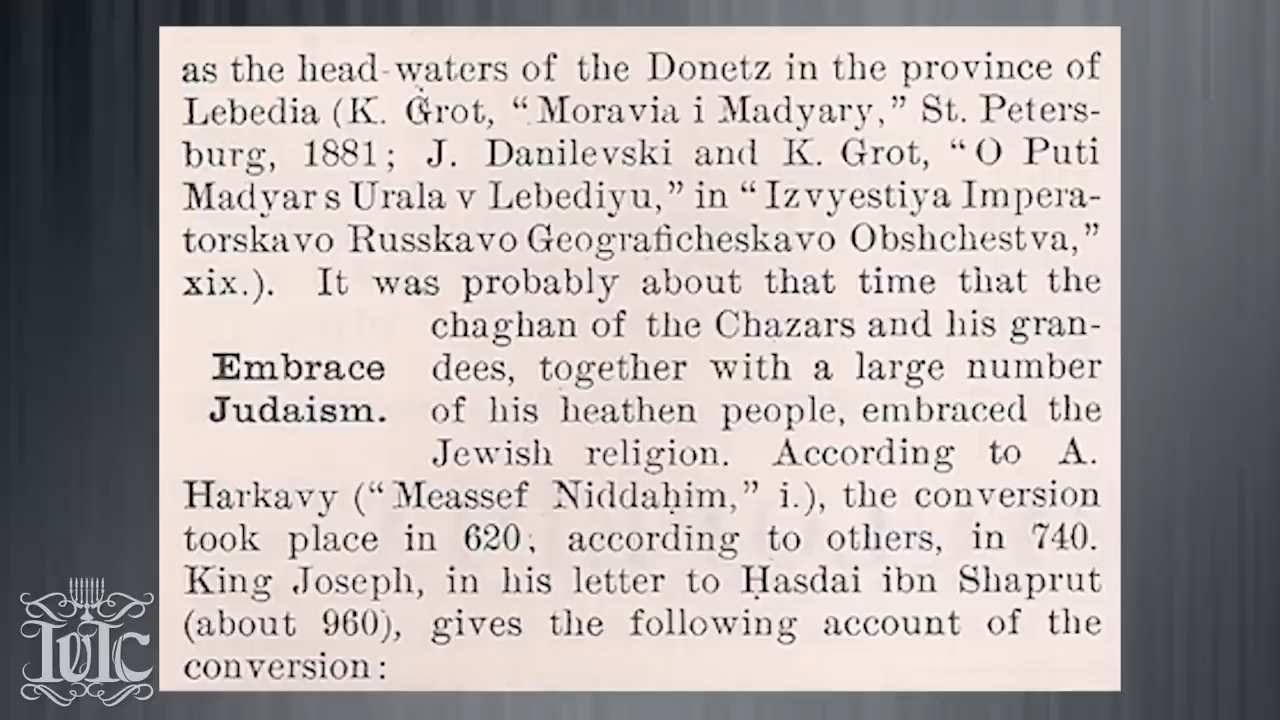 as the head-waters of the Donetz in the province of
Lebedia (K. Grot, “Moravia i Madyary,” St. Peters-
burg, 1881; J. Danilevski and K. Grot, “O Puti
Madyar s Urala v Lebediyu,” in “Izvyestiya Impera-
torskavo Russkavo Geograficheskavo Obshchestva,”
xix.). It was probably about that time that the
chaghan of the Chazars and his gran-
Embrace dees, together with a large number
Judaism. of his heathen people, embraced the
Jewish religion. According to A.
Harkavy (“Meassef Niddaḥim,” i.), the conversion
took place in 620; according to others, in 740.
King Joseph, in his letter to Ḥasdai ibn Shaprut
(about 960), gives the following account of the
conversion:
IUIC